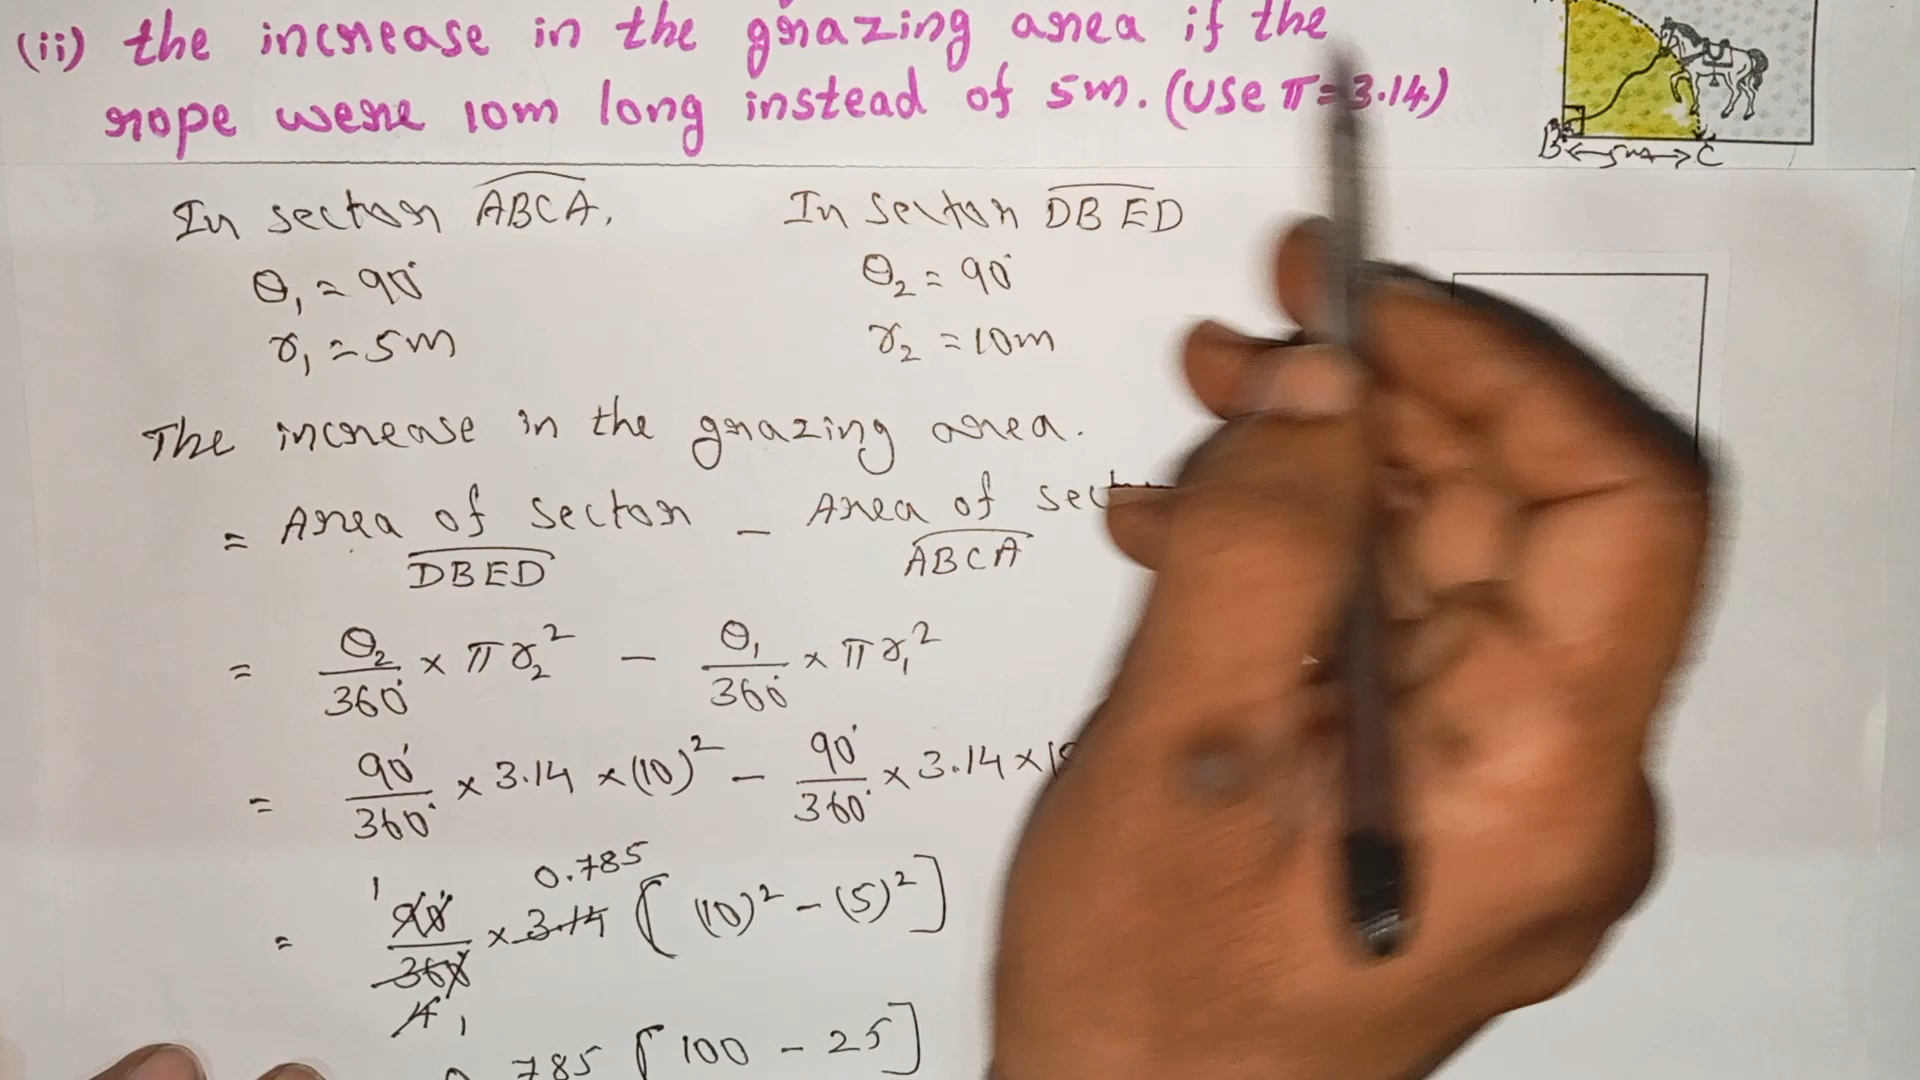 (ii) the increase in the grazing area if the
rope were 10m long instead of 5m. (Use π=3.14)
B 5m C
In sector ABCA, In sector DBED
θ₁ = 90° θ₂ = 90°
r₁ = 5m r₂ = 10m
The increase in the grazing area.
= Area of sector DBED − Area of ABCA
= θ₂/360° × πr₂² − θ₁/360° × πr₁²
= 90°/360° × 3.14 × (10)² − 90°/360° × 3.14 ×
= 90°/360° × 3.14 [(10)² − (5)²]
1 0.785
4 1
785 [100 − 25]